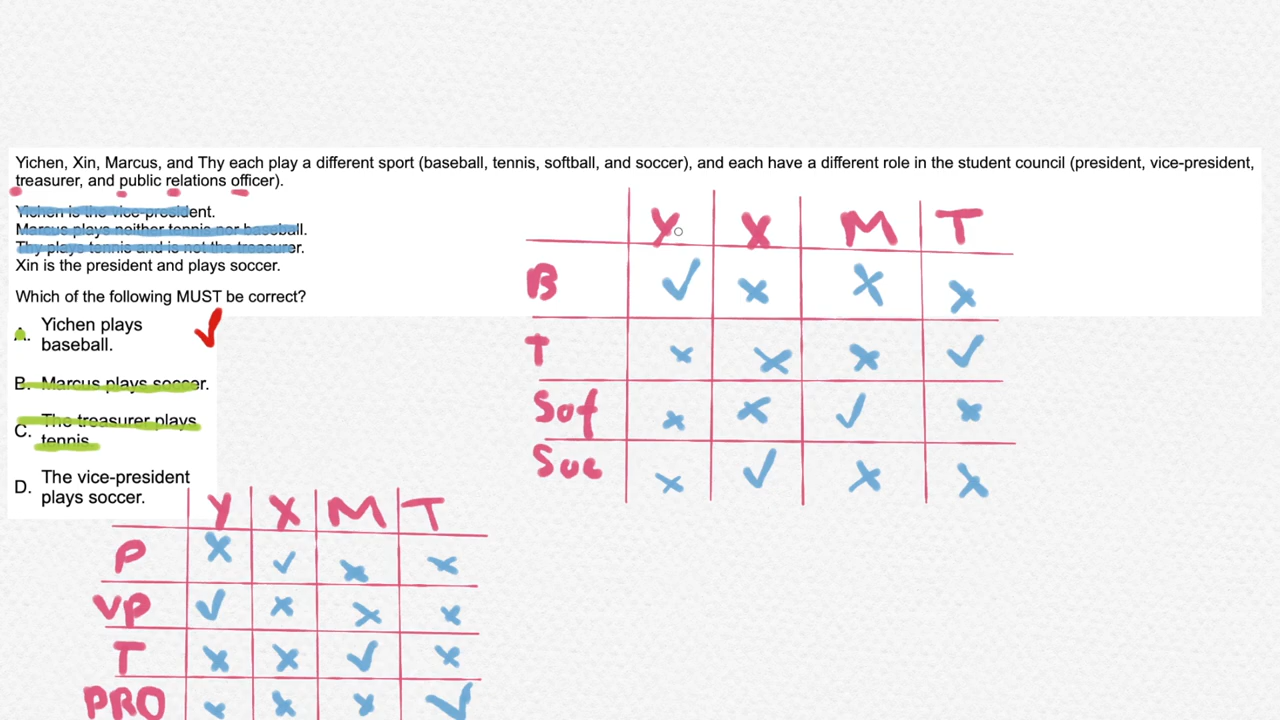 Yichen, Xin, Marcus, and Thy each play a different sport (baseball, tennis, softball, and soccer), and each have a different role in the student council (president, vice-president,
treasurer, and public relations officer).
Yichen is the vice-president.
Marcus plays neither tennis nor baseball.
Thy plays tennis and is not the treasurer.
Xin is the president and plays soccer.
Which of the following MUST be correct?
A. Yichen plays
baseball.
B. Marcus plays soccer.
C. The treasurer plays
tennis.
D. The vice-president
plays soccer.
Y X M T
B ✓ x x x
T x x x ✓
Sof x x ✓ x
Soc x ✓ x x
Y X M T
P x ✓ x x
VP ✓ x x x
T x x ✓ x
PRO x x x ✓